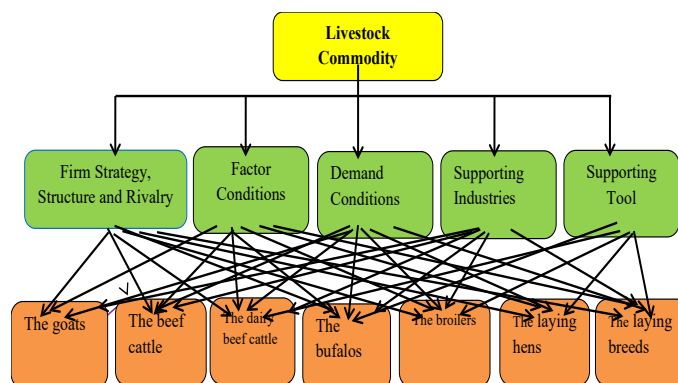 Livestock
Commodity
Firm Strategy,
Structure and Rivalry
Factor
Conditions
Demand
Conditions
Supporting
Industries
Supporting
Tool
The goats
The beef
cattle
The dairy
beef cattle
The
bufalos
The broilers
The laying
hens
The laying
breeds